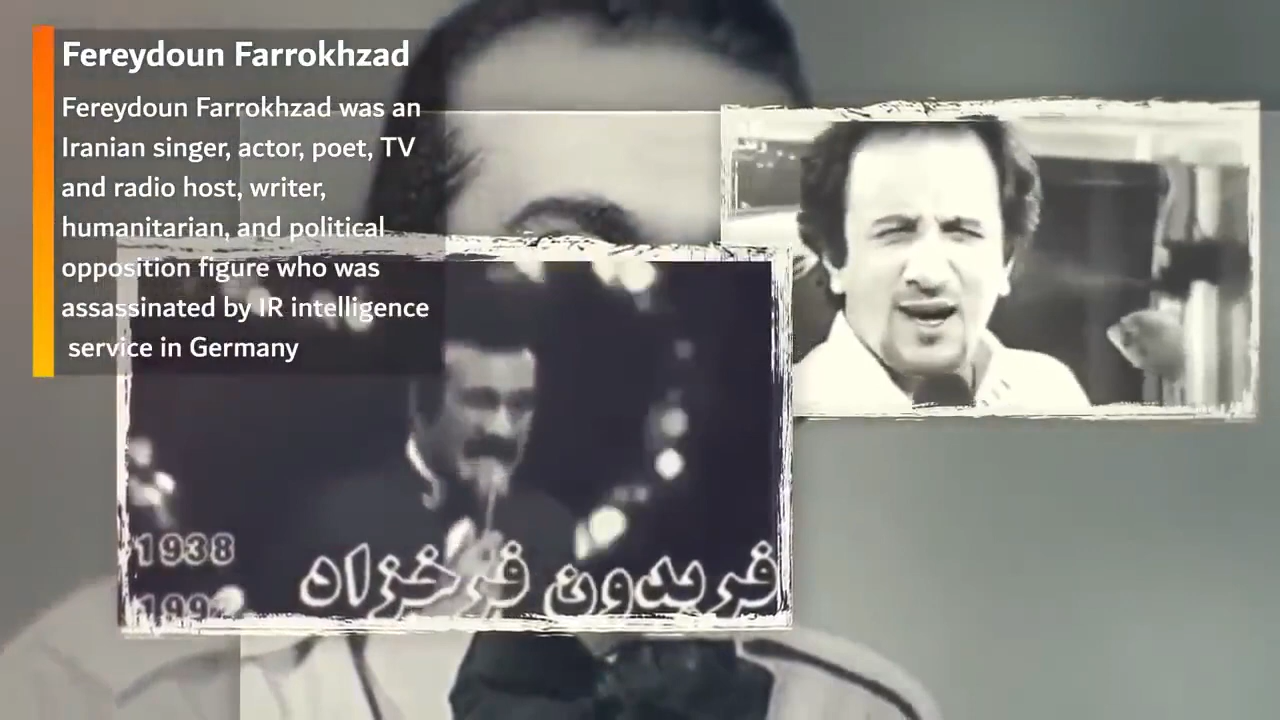 Fereydoun Farrokhzad
Fereydoun Farrokhzad was an
Iranian singer, actor, poet, TV
and radio host, writer,
humanitarian, and political
opposition figure who was
assassinated by IR intelligence
service in Germany
1938
1992
فریدون فرخزاد